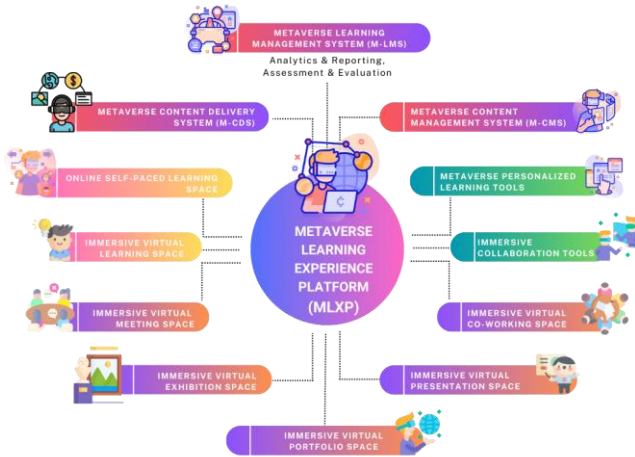 METAVERSE LEARNING
MANAGEMENT SYSTEM (M-LMS)
Analytics & Reporting,
Assessment & Evaluation
METAVERSE CONTENT DELIVERY
SYSTEM (M-CDS)
METAVERSE CONTENT
MANAGEMENT SYSTEM (M-CMS)
ONLINE SELF-PACED LEARNING
SPACE
METAVERSE PERSONALIZED
LEARNING TOOLS
IMMERSIVE VIRTUAL
LEARNING SPACE
METAVERSE
LEARNING
EXPERIENCE
PLATFORM
(MLXP)
IMMERSIVE
COLLABORATION TOOLS
IMMERSIVE VIRTUAL
MEETING SPACE
IMMERSIVE VIRTUAL
CO-WORKING SPACE
IMMERSIVE VIRTUAL
EXHIBITION SPACE
IMMERSIVE VIRTUAL
PRESENTATION SPACE
IMMERSIVE VIRTUAL
PORTFOLIO SPACE